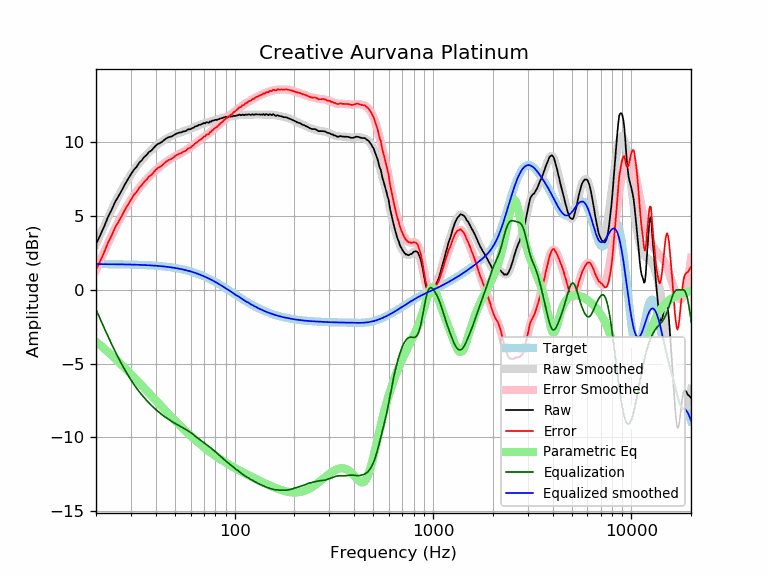 Creative Aurvana Platinum
Amplitude (dBr)
10
5
0
−5
−10
−15
100
1000
10000
Frequency (Hz)
Target
Raw Smoothed
Error Smoothed
Raw
Error
Parametric Eq
Equalization
Equalized smoothed